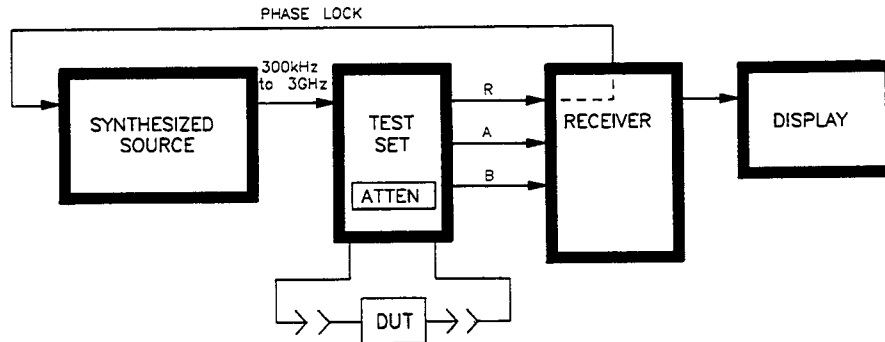 PHASE LOCK
300kHz
to 3GHz
SYNTHESIZED
SOURCE
TEST
SET
ATTEN
R
A
B
RECEIVER
DISPLAY
DUT